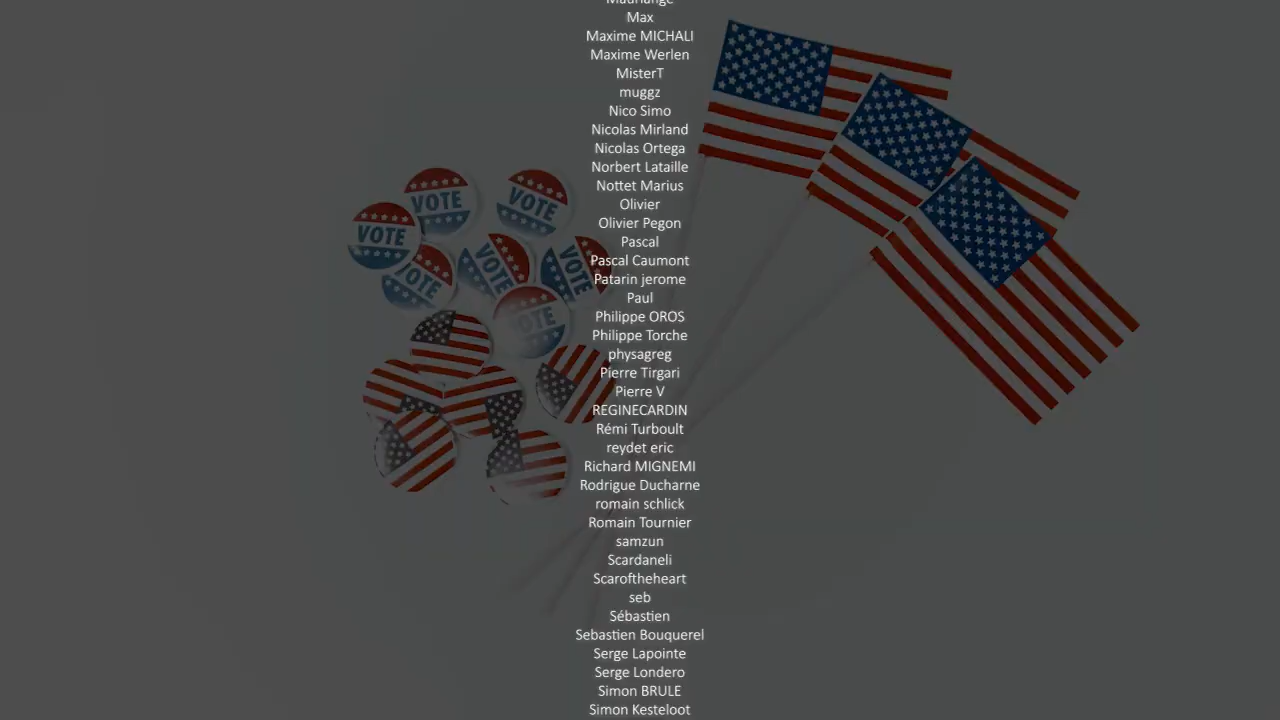 Max
Maxime MICHALI
Maxime Werlen
MisterT
muggz
Nico Simo
Nicolas Mirland
Nicolas Ortega
Norbert Lataille
Nottet Marius
Olivier
Olivier Pegon
Pascal
Pascal Caumont
Patarin jerome
Paul
Philippe OROS
Philippe Torche
physagreg
Pierre Tirgari
Pierre V
REGINECARDIN
Rémi Turboult
reydet eric
Richard MIGNEMI
Rodrigue Ducharne
romain schlick
Romain Tournier
samzun
Scardaneli
Scaroftheheart
seb
Sébastien
Sebastien Bouquerel
Serge Lapointe
Serge Londero
Simon BRULE
Simon Kesteloot
VOTE
VOTE
VOTE
VOTE
VOTE
VOTE
VOTE